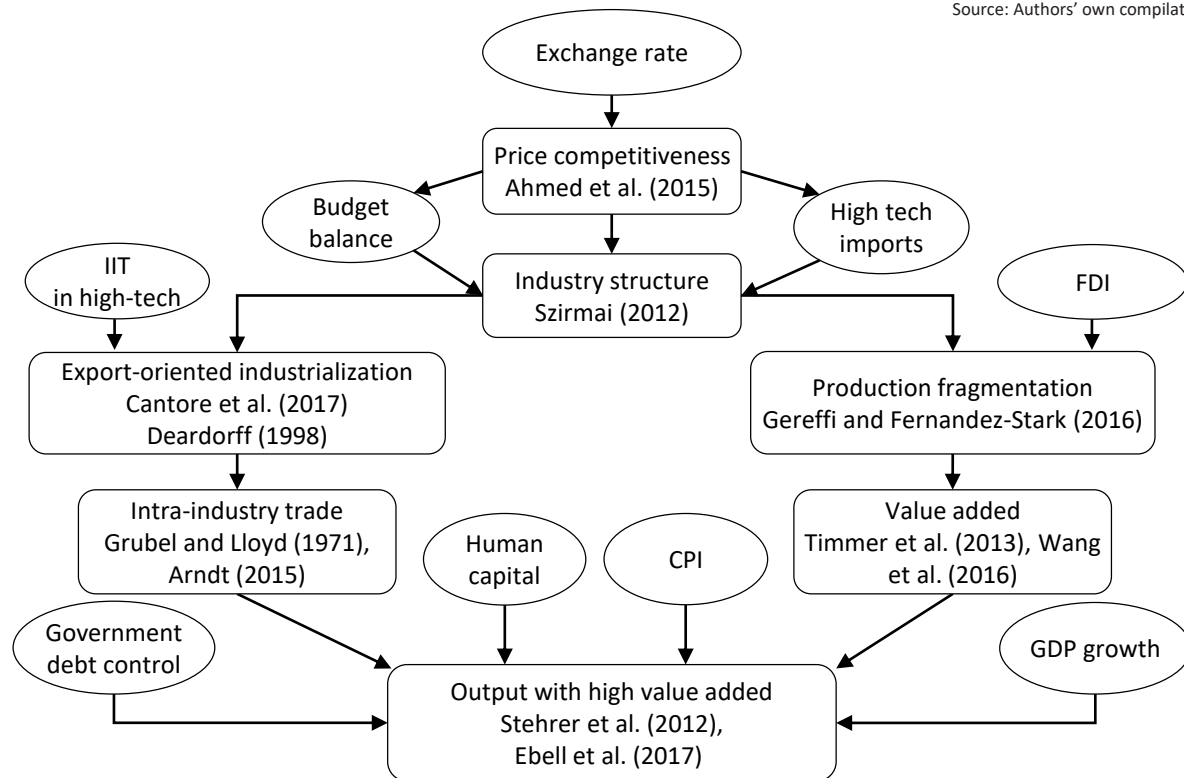 Source: Authors' own compilat
Exchange rate
Price competitiveness
Ahmed et al. (2015)
Budget
balance
High tech
imports
IIT
in high-tech
Industry structure
Szirmai (2012)
FDI
Export-oriented industrialization
Cantore et al. (2017)
Deardorff (1998)
Production fragmentation
Gereffi and Fernandez-Stark (2016)
Intra-industry trade
Grubel and Lloyd (1971),
Arndt (2015)
Human
capital
CPI
Value added
Timmer et al. (2013), Wang
et al. (2016)
Government
debt control
GDP growth
Output with high value added
Stehrer et al. (2012),
Ebell et al. (2017)